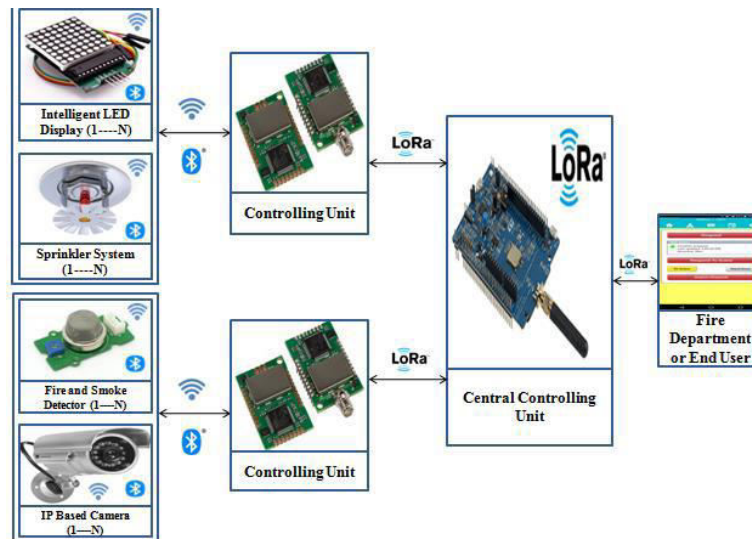 Intelligent LED
Display (1----N)
Sprinkler System
(1----N)
Fire and Smoke
Detector (1----N)
IP Based Camera
(1----N)
Controlling Unit
Controlling Unit
LoRa
LoRa
LoRa
Central Controlling
Unit
LoRa
Fire
Department
or End User